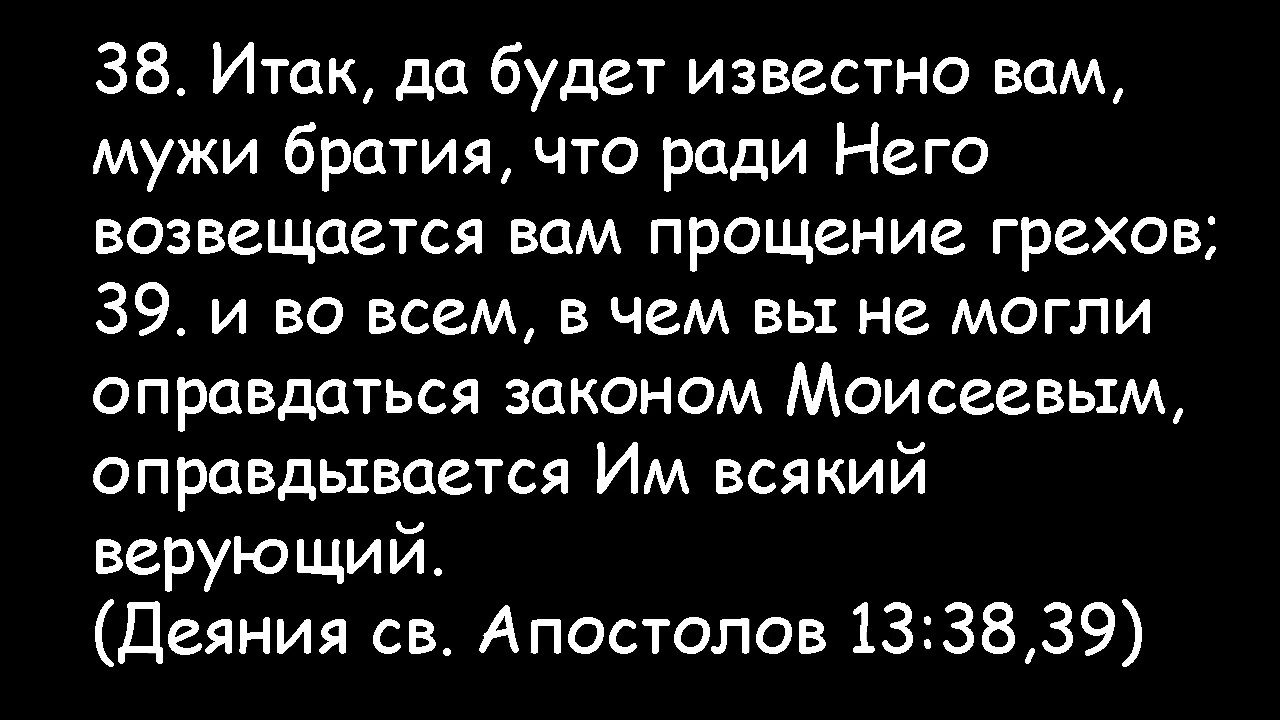 38. Итак, да будет известно вам,
мужи братия, что ради Него
возвещается вам прощение грехов;
39. и во всем, в чем вы не могли
оправдаться законом Моисеевым,
оправдывается Им всякий
верующий.
(Деяния св. Апостолов 13:38,39)